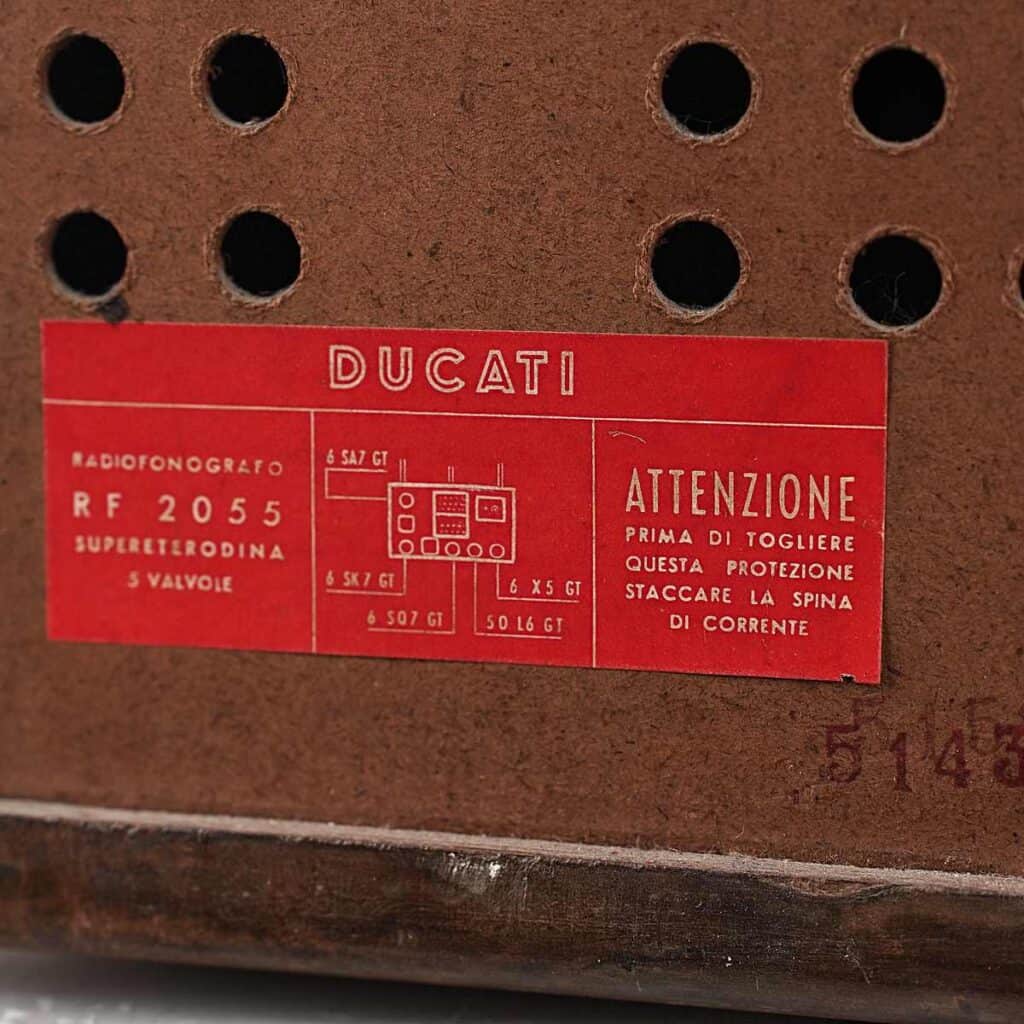 DUCATI
RADIOFONOGRAFO
RF 2055
SUPERETERODINA
5 VALVOLE
6 SA7 GT
6 SK7 GT
6 SQ7 GT
6 X5 GT
50 L6 GT
ATTENZIONE
PRIMA DI TOGLIERE
QUESTA PROTEZIONE
STACCARE LA SPINA
DI CORRENTE
5143